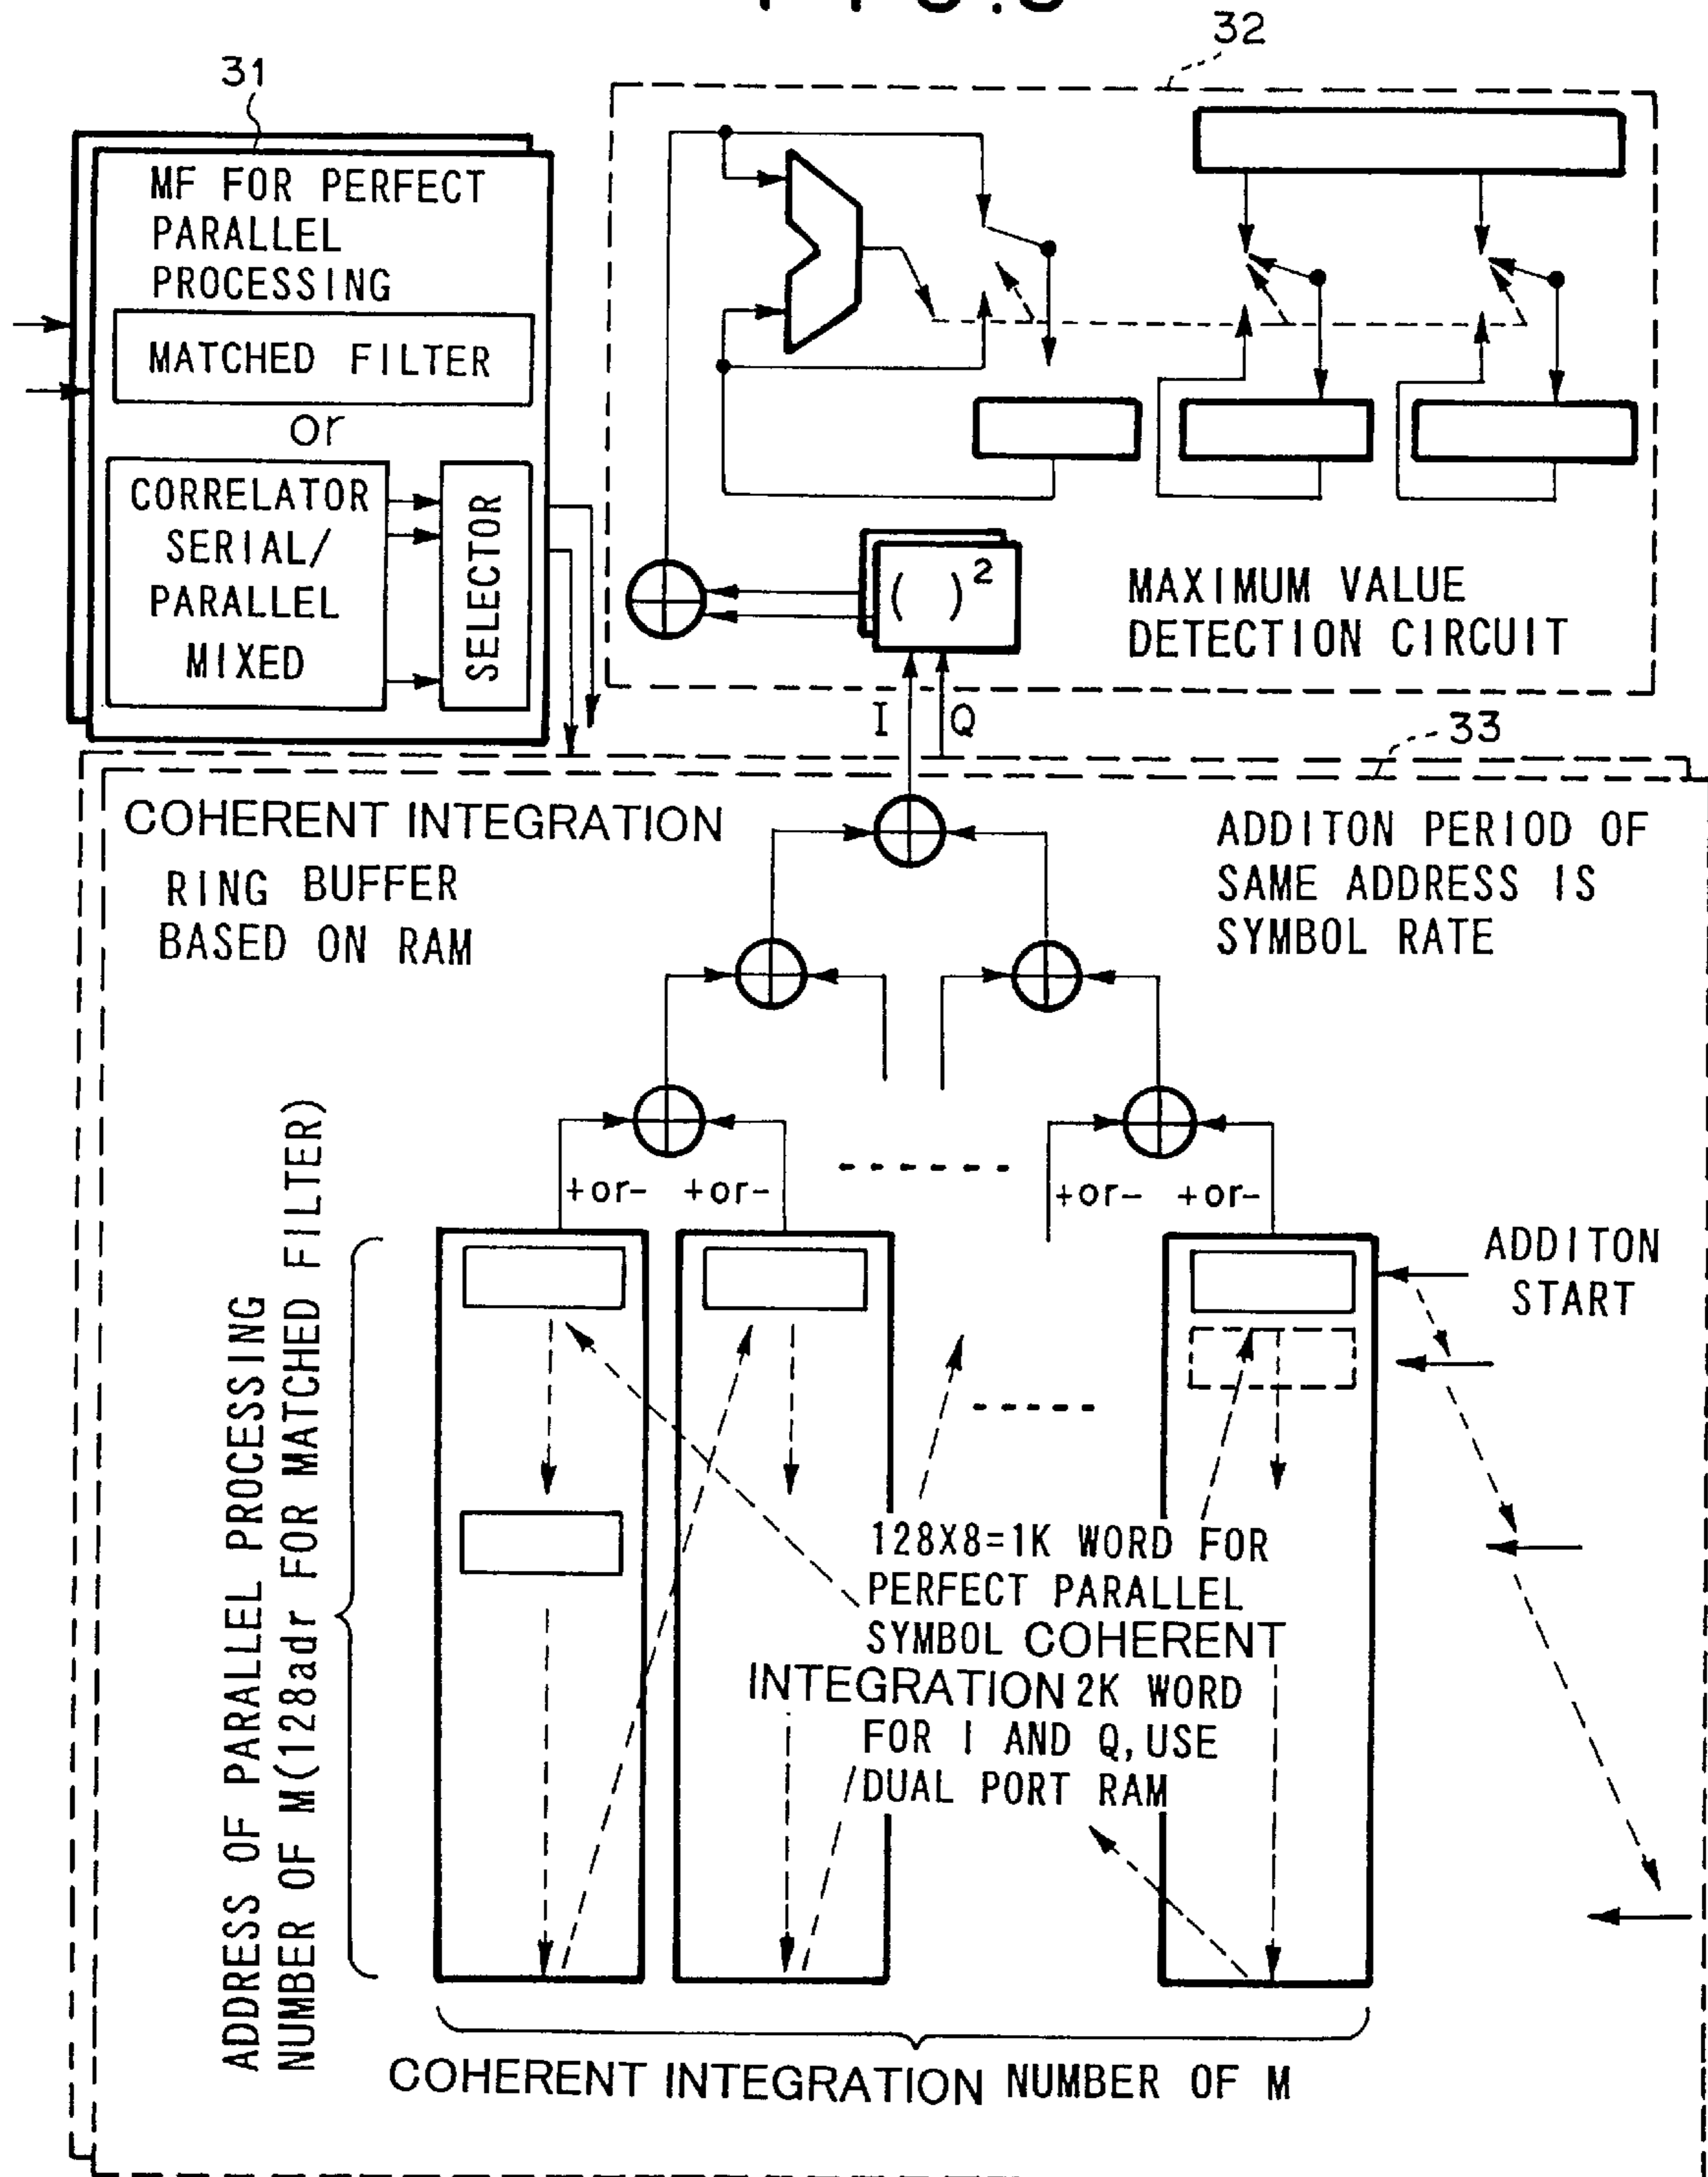 32
31
MF FOR PERFECT
PARALLEL
PROCESSING
MATCHED FILTER
or
CORRELATOR
SERIAL/
PARALLEL
MIXED
SELECTOR
( )²
MAXIMUM VALUE
DETECTION CIRCUIT
I
Q
33
COHERENT INTEGRATION
RING BUFFER
BASED ON RAM
ADDITON PERIOD OF
SAME ADDRESS IS
SYMBOL RATE
+or-
+or-
+or-
+or-
ADDITON
START
ADDRESS OF PARALLEL PROCESSING
NUMBER OF M(128adr FOR MATCHED FILTER)
128X8=1K WORD FOR
PERFECT PARALLEL
SYMBOL COHERENT
INTEGRATION 2K WORD
FOR I AND Q, USE
DUAL PORT RAM
COHERENT INTEGRATION NUMBER OF M